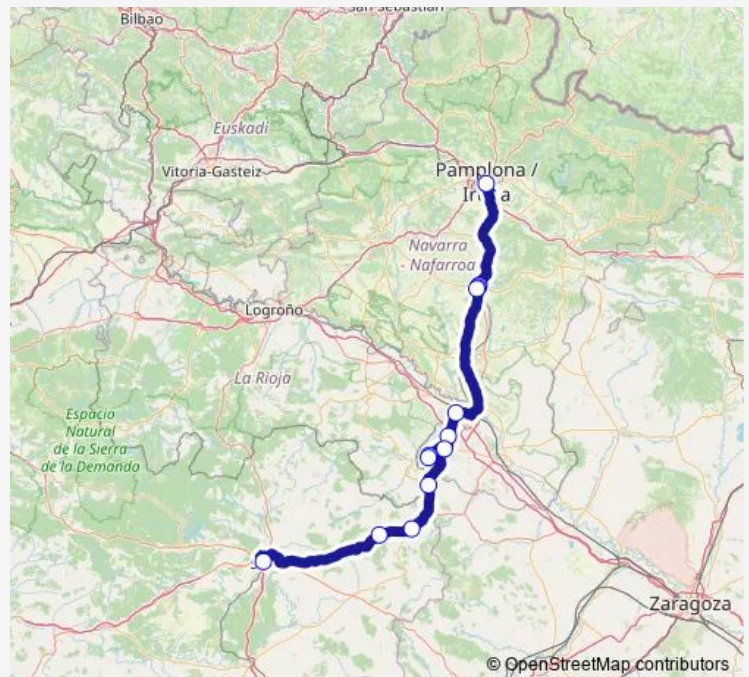 San Sebastián
Bilbao
Euskadi
Vitoria-Gasteiz
Pamplona /
Navarra
- Nafarroa
Logroño
La Rioja
Espacio
Natural
de la Sierra
de la Demanda
Zaragoza
© OpenStreetMap contributors